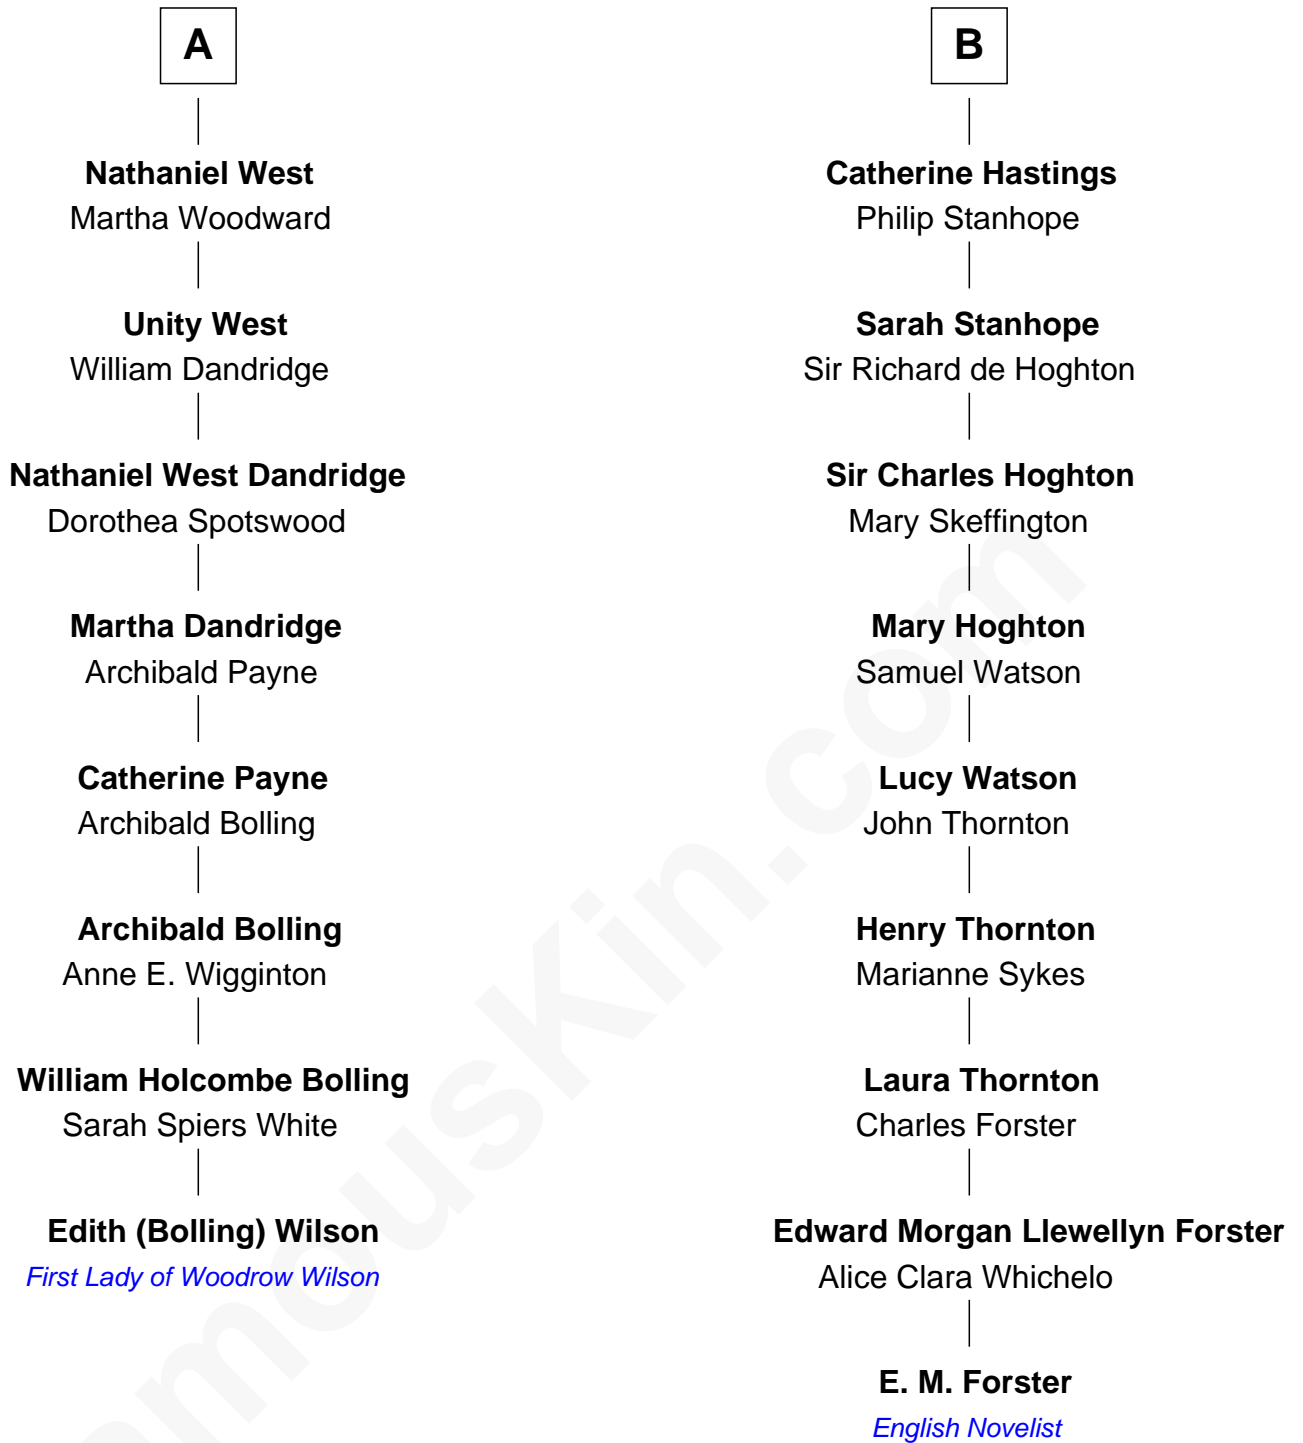 A
Nathaniel West
Martha Woodward
Unity West
William Dandridge
Nathaniel West Dandridge
Dorothea Spotswood
Martha Dandridge
Archibald Payne
Catherine Payne
Archibald Bolling
Archibald Bolling
Anne E. Wigginton
William Holcombe Bolling
Sarah Spiers White
Edith (Bolling) Wilson
First Lady of Woodrow Wilson
B
Catherine Hastings
Philip Stanhope
Sarah Stanhope
Sir Richard de Hoghton
Sir Charles Hoghton
Mary Skeffington
Mary Hoghton
Samuel Watson
Lucy Watson
John Thornton
Henry Thornton
Marianne Sykes
Laura Thornton
Charles Forster
Edward Morgan Llewellyn Forster
Alice Clara Whichelo
E. M. Forster
English Novelist
amousKin.com